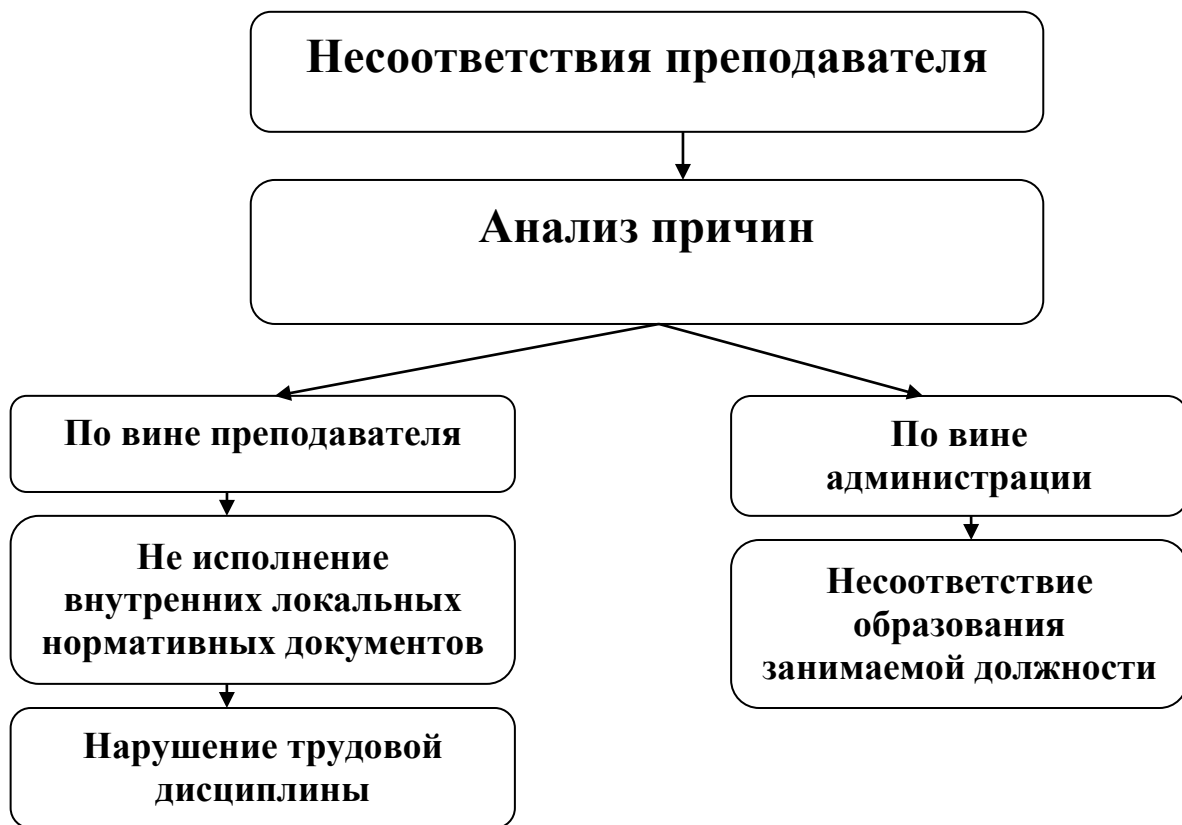 Несоответствия преподавателя
Анализ причин
По вине преподавателя
Не исполнение
внутренних локальных
нормативных документов
Нарушение трудовой
дисциплины
По вине
администрации
Несоответствие
образования
занимаемой должности